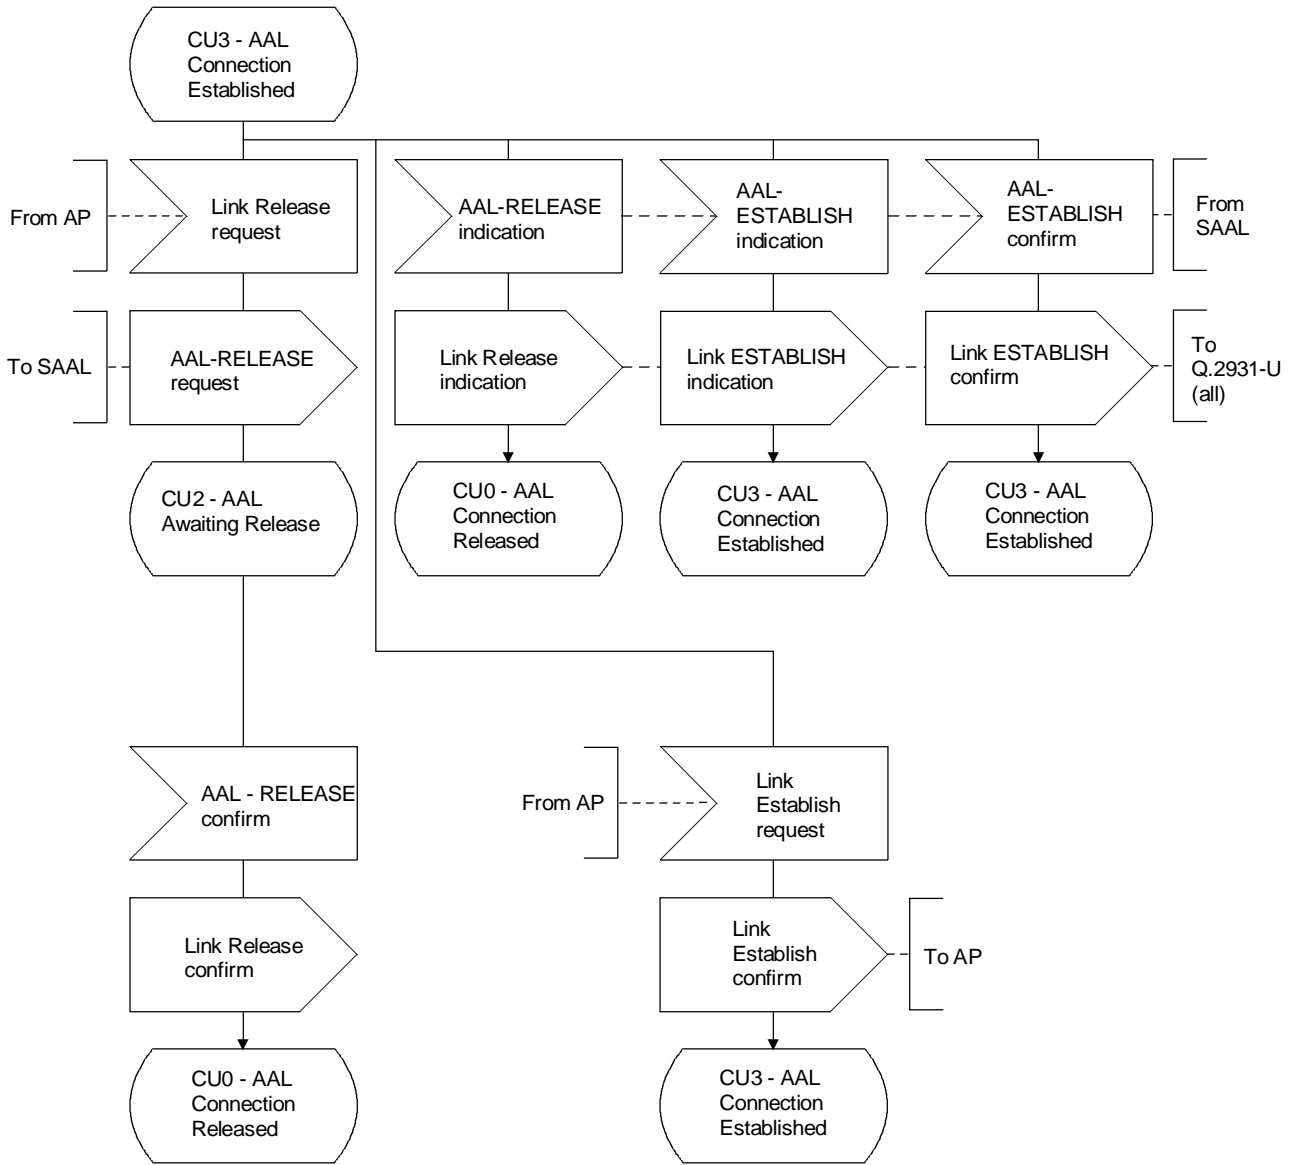 CU3 - AAL
Connection
Established
From AP
Link Release
request
AAL-RELEASE
indication
AAL-
ESTABLISH
indication
AAL-
ESTABLISH
confirm
From
SAAL
To SAAL
AAL-RELEASE
request
Link Release
indication
Link ESTABLISH
indication
Link ESTABLISH
confirm
To
Q.2931-U
(all)
CU2 - AAL
Awaiting Release
CU0 - AAL
Connection
Released
CU3 - AAL
Connection
Established
CU3 - AAL
Connection
Established
AAL - RELEASE
confirm
From AP
Link
Establish
request
Link Release
confirm
Link
Establish
confirm
To AP
CU0 - AAL
Connection
Released
CU3 - AAL
Connection
Established